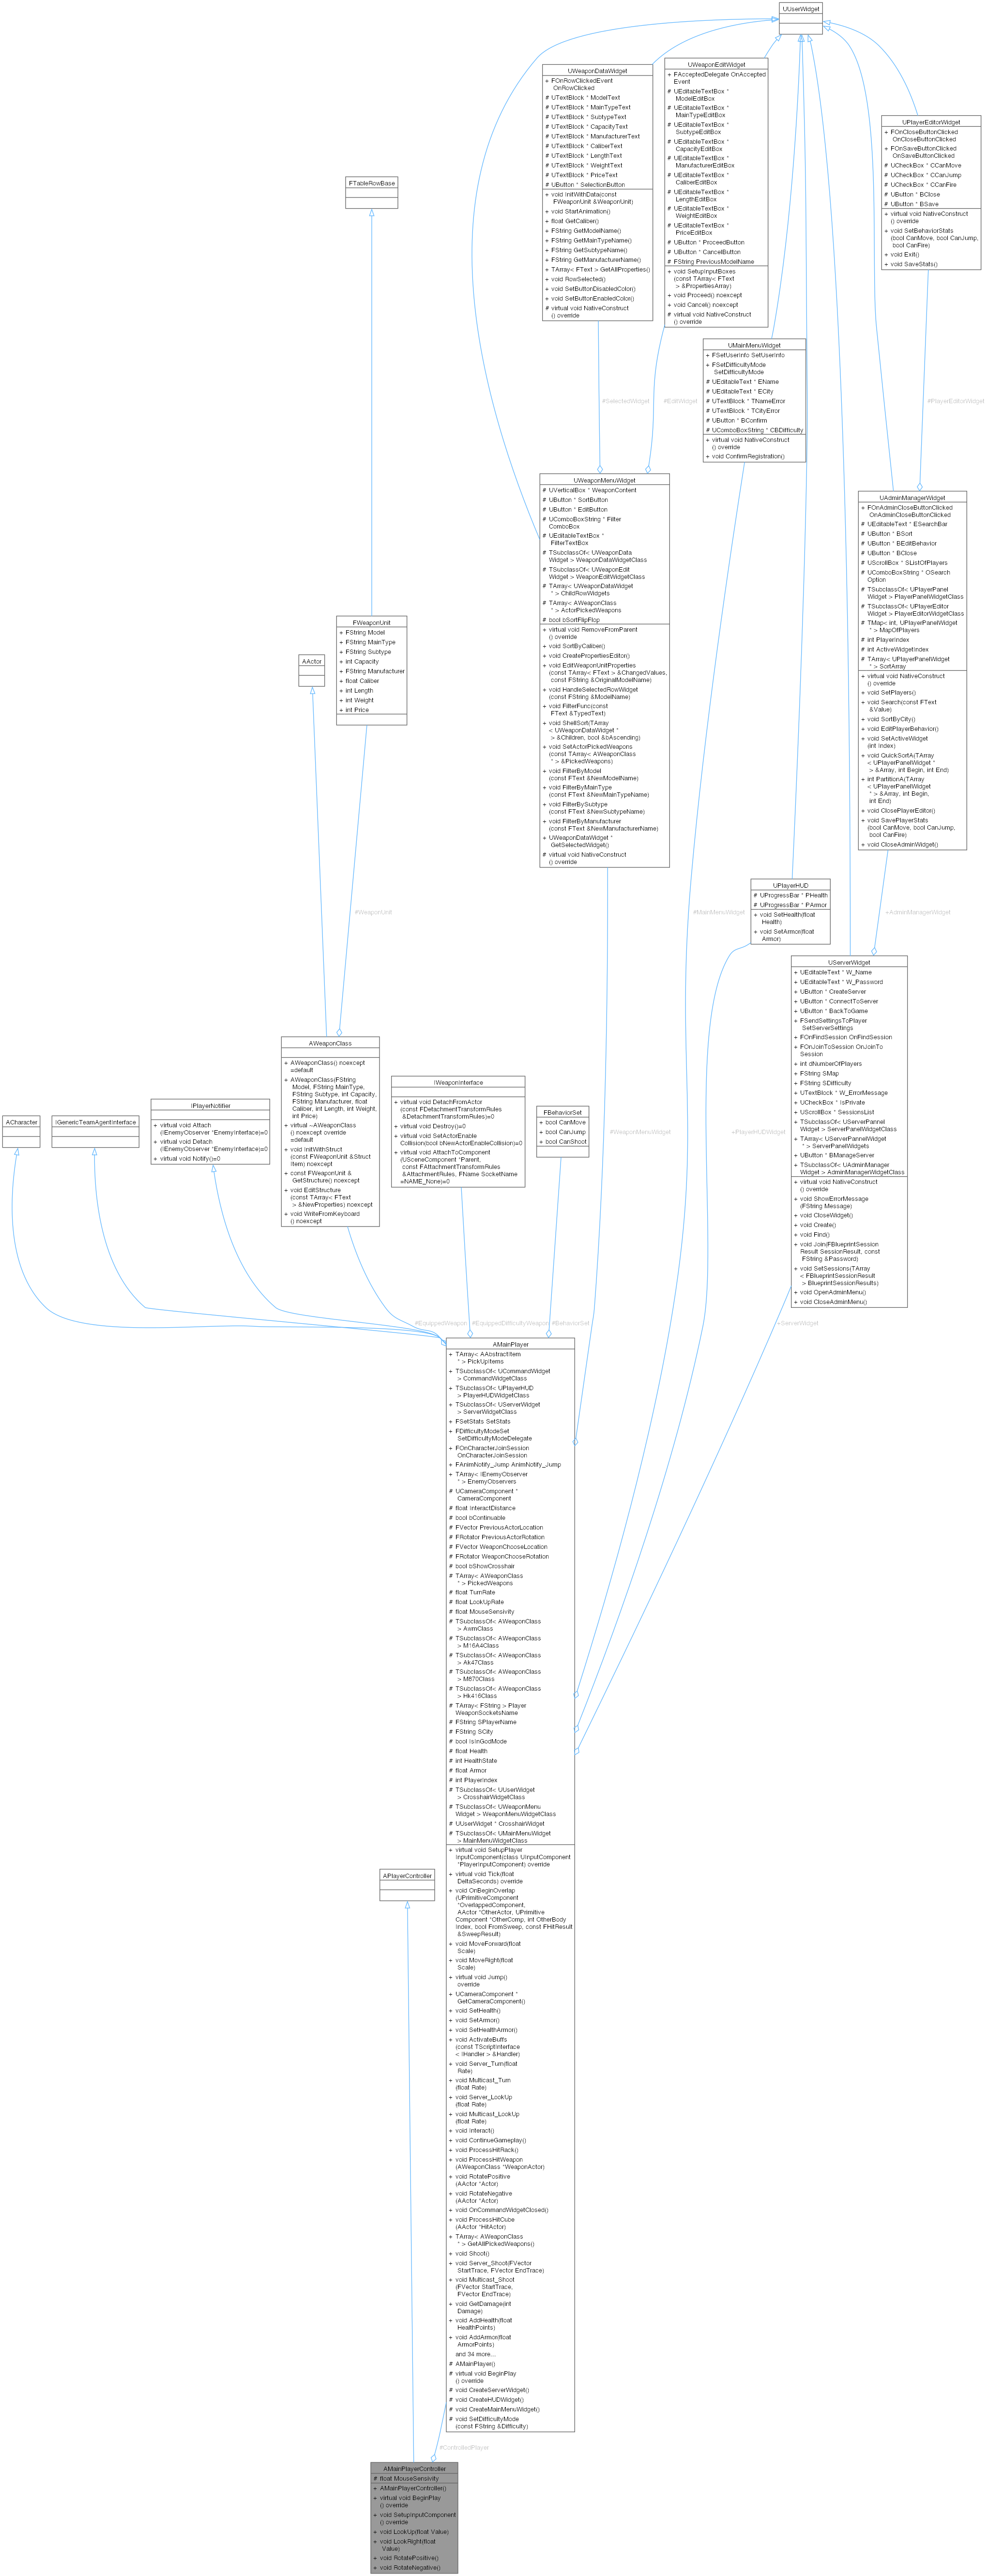 UUserWidget
UWeaponDataWidget
+ FOnRowClickedEvent
OnRowClicked
# UTextBlock * ModelText
# UTextBlock * MainTypeText
# UTextBlock * SubtypeText
# UTextBlock * CapacityText
# UTextBlock * ManufacturerText
# UTextBlock * CaliberText
# UTextBlock * LengthText
# UTextBlock * WeightText
# UTextBlock * PriceText
# UButton * SelectionButton
+ void InitWithData(const
FWeaponUnit &WeaponUnit)
+ void StartAnimation()
+ float GetCaliber()
+ FString GetModelName()
+ FString GetMainTypeName()
+ FString GetSubtypeName()
+ FString GetManufacturerName()
+ TArray< FText > GetAllProperties()
+ void RowSelected()
+ void SetButtonDisabledColor()
+ void SetButtonEnabledColor()
# virtual void NativeConstruct
() override
UWeaponEditWidget
+ FAcceptedDelegate OnAccepted
Event
# UEditableTextBox *
ModelEditBox
# UEditableTextBox *
MainTypeEditBox
# UEditableTextBox *
SubtypeEditBox
# UEditableTextBox *
CapacityEditBox
# UEditableTextBox *
ManufacturerEditBox
# UEditableTextBox *
CaliberEditBox
# UEditableTextBox *
LengthEditBox
# UEditableTextBox *
WeightEditBox
# UEditableTextBox *
PriceEditBox
# UButton * ProceedButton
# UButton * CancelButton
# FString PreviousModelName
+ void SetupInputBoxes
(const TArray< FText
> &PropertiesArray)
+ void Proceed() noexcept
+ void Cancel() noexcept
# virtual void NativeConstruct
() override
UPlayerEditorWidget
+ FOnCloseButtonClicked
OnCloseButtonClicked
+ FOnSaveButtonClicked
OnSaveButtonClicked
# UCheckBox * CCanMove
# UCheckBox * CCanJump
# UCheckBox * CCanFire
# UButton * BClose
# UButton * BSave
+ virtual void NativeConstruct
() override
+ void SetBehaviorStats
(bool CanMove, bool CanJump,
bool CanFire)
+ void Exit()
+ void SaveStats()
FTableRowBase
UMainMenuWidget
+ FSetUserInfo SetUserInfo
+ FSetDifficultyMode
SetDifficultyMode
# UEditableText * EName
# UEditableText * ECity
# UTextBlock * TNameError
# UTextBlock * TCityError
# UButton * BConfirm
# UComboBoxString * CBDifficulty
+ virtual void NativeConstruct
() override
+ void ConfirmRegistration()
#SelectedWidget
#EditWidget
#PlayerEditorWidget
UWeaponMenuWidget
# UVerticalBox * WeaponContent
# UButton * SortButton
# UButton * EditButton
# UComboBoxString * Filter
ComboBox
# UEditableTextBox *
FilterTextBox
# TSubclassOf< UWeaponData
Widget > WeaponDataWidgetClass
# TSubclassOf< UWeaponEdit
Widget > WeaponEditWidgetClass
# TArray< UWeaponDataWidget
* > ChildRowWidgets
# TArray< AWeaponClass
* > ActorPickedWeapons
# bool bSortFlipFlop
+ virtual void RemoveFromParent
() override
+ void SortByCaliber()
+ void CreatePropertiesEditor()
+ void EditWeaponUnitProperties
(const TArray< FText > &ChangedValues,
const FString &OriginalModelName)
+ void HandleSelectedRowWidget
(const FString &ModelName)
+ void FilterFunc(const
FText &TypedText)
+ void ShellSort(TArray
< UWeaponDataWidget *
> &Children, bool &bAscending)
+ void SetActorPickedWeapons
(const TArray< AWeaponClass
* > &PickedWeapons)
+ void FilterByModel
(const FText &NewModelName)
+ void FilterByMainType
(const FText &NewMainTypeName)
+ void FilterBySubtype
(const FText &NewSubtypeName)
+ void FilterByManufacturer
(const FText &NewManufacturerName)
+ UWeaponDataWidget *
GetSelectedWidget()
# virtual void NativeConstruct
() override
UAdminManagerWidget
+ FOnAdminCloseButtonClicked
OnAdminCloseButtonClicked
# UEditableText * ESearchBar
# UButton * BSort
# UButton * BEditBehavior
# UButton * BClose
# UScrollBox * SListOfPlayers
# UComboBoxString * OSearch
Option
# TSubclassOf< UPlayerPanel
Widget > PlayerPanelWidgetClass
# TSubclassOf< UPlayerEditor
Widget > PlayerEditorWidgetClass
# TMap< int, UPlayerPanelWidget
* > MapOfPlayers
# int PlayerIndex
# int ActiveWidgetIndex
# TArray< UPlayerPanelWidget
* > SortArray
+ virtual void NativeConstruct
() override
+ void SetPlayers()
+ void Search(const FText
&Value)
+ void SortByCity()
+ void EditPlayerBehavior()
+ void SetActiveWidget
(int Index)
+ void QuickSortA(TArray
< UPlayerPanelWidget *
> &Array, int Begin, int End)
+ int PartitionA(TArray
< UPlayerPanelWidget
* > &Array, int Begin,
int End)
+ void ClosePlayerEditor()
+ void SavePlayerStats
(bool CanMove, bool CanJump,
bool CanFire)
+ void CloseAdminWidget()
FWeaponUnit
+ FString Model
+ FString MainType
+ FString Subtype
+ int Capacity
+ FString Manufacturer
+ float Caliber
+ int Length
+ int Weight
+ int Price
AActor
UPlayerHUD
# UProgressBar * PHealth
# UProgressBar * PArmor
+ void SetHealth(float
Health)
+ void SetArmor(float
Armor)
#WeaponUnit
#MainMenuWidget
+AdminManagerWidget
UServerWidget
+ UEditableText * W_Name
+ UEditableText * W_Password
+ UButton * CreateServer
+ UButton * ConnectToServer
+ UButton * BackToGame
+ FSendSettingsToPlayer
SetServerSettings
+ FOnFindSession OnFindSession
+ FOnJoinToSession OnJoinTo
Session
+ int dNumberOfPlayers
+ FString SMap
+ FString SDifficulty
+ UTextBlock * W_ErrorMessage
+ UCheckBox * IsPrivate
+ UScrollBox * SessionsList
+ TSubclassOf< UServerPannel
Widget > ServerPanelWidgetClass
+ TArray< UServerPannelWidget
* > ServerPanelWidgets
+ UButton * BManageServer
+ TSubclassOf< UAdminManager
Widget > AdminManagerWidgetClass
+ virtual void NativeConstruct
() override
+ void ShowErrorMessage
(FString Message)
+ void CloseWidget()
+ void Create()
+ void Find()
+ void Join(FBlueprintSession
Result SessionResult, const
FString &Password)
+ void SetSessions(TArray
< FBlueprintSessionResult
> BlueprintSessionResults)
+ void OpenAdminMenu()
+ void CloseAdminMenu()
AWeaponClass
+ AWeaponClass() noexcept
=default
+ AWeaponClass(FString
Model, FString MainType,
FString Subtype, int Capacity,
FString Manufacturer, float
Caliber, int Length, int Weight,
int Price)
+ virtual ~AWeaponClass
() noexcept override
=default
+ void InitWithStruct
(const FWeaponUnit &Struct
Item) noexcept
+ const FWeaponUnit &
GetStructure() noexcept
+ void EditStructure
(const TArray< FText
> &NewProperties) noexcept
+ void WriteFromKeyboard
() noexcept
IWeaponInterface
+ virtual void DetachFromActor
(const FDetachmentTransformRules
&DetachmentTransformRules)=0
+ virtual void Destroy()=0
+ virtual void SetActorEnable
Collision(bool bNewActorEnableCollision)=0
+ virtual void AttachToComponent
(USceneComponent *Parent,
const FAttachmentTransformRules
&AttachmentRules, FName SocketName
=NAME_None)=0
FBehaviorSet
+ bool CanMove
+ bool CanJump
+ bool CanShoot
ACharacter
IGenericTeamAgentInterface
IPlayerNotifier
+ virtual void Attach
(IEnemyObserver *EnemyInterface)=0
+ virtual void Detach
(IEnemyObserver *EnemyInterface)=0
+ virtual void Notify()=0
#WeaponMenuWidget
+PlayerHUDWidget
#EquippedWeapon
#EquippedDifficultyWeapon
#BehaviorSet
+ServerWidget
AMainPlayer
+ TArray< AAbstractItem
* > PickUpItems
+ TSubclassOf< UCommandWidget
> CommandWidgetClass
+ TSubclassOf< UPlayerHUD
> PlayerHUDWidgetClass
+ TSubclassOf< UServerWidget
> ServerWidgetClass
+ FSetStats SetStats
+ FDifficultyModeSet
SetDifficultyModeDelegate
+ FOnCharacterJoinSession
OnCharacterJoinSession
+ FAnimNotify_Jump AnimNotify_Jump
+ TArray< IEnemyObserver
* > EnemyObservers
# UCameraComponent *
CameraComponent
# float InteractDistance
# bool bContinuable
# FVector PreviousActorLocation
# FRotator PreviousActorRotation
# FVector WeaponChooseLocation
# FRotator WeaponChooseRotation
# bool bShowCrosshair
# TArray< AWeaponClass
* > PickedWeapons
# float TurnRate
# float LookUpRate
# float MouseSensivity
# TSubclassOf< AWeaponClass
> AwmClass
# TSubclassOf< AWeaponClass
> M16A4Class
# TSubclassOf< AWeaponClass
> Ak47Class
# TSubclassOf< AWeaponClass
> M870Class
# TSubclassOf< AWeaponClass
> Hk416Class
# TArray< FString > Player
WeaponSocketsName
# FString SPlayerName
# FString SCity
# bool IsInGodMode
# float Health
# int HealthState
# float Armor
# int PlayerIndex
# TSubclassOf< UUserWidget
> CrosshairWidgetClass
# TSubclassOf< UWeaponMenu
Widget > WeaponMenuWidgetClass
# UUserWidget * CrosshairWidget
# TSubclassOf< UMainMenuWidget
> MainMenuWidgetClass
+ virtual void SetupPlayer
InputComponent(class UInputComponent
*PlayerInputComponent) override
+ virtual void Tick(float
DeltaSeconds) override
+ void OnBeginOverlap
(UPrimitiveComponent
*OverlappedComponent,
AActor *OtherActor, UPrimitive
Component *OtherComp, int OtherBody
Index, bool FromSweep, const FHitResult
&SweepResult)
+ void MoveForward(float
Scale)
+ void MoveRight(float
Scale)
+ virtual void Jump()
override
+ UCameraComponent *
GetCameraComponent()
+ void SetHealth()
+ void SetArmor()
+ void SetHealthArmor()
+ void ActivateBuffs
(const TScriptInterface
< IHandler > &Handler)
+ void Server_Turn(float
Rate)
+ void Multicast_Turn
(float Rate)
+ void Server_LookUp
(float Rate)
+ void Multicast_LookUp
(float Rate)
+ void Interact()
+ void ContinueGameplay()
+ void ProcessHitRack()
+ void ProcessHitWeapon
(AWeaponClass *WeaponActor)
+ void RotatePositive
(AActor *Actor)
+ void RotateNegative
(AActor *Actor)
+ void OnCommandWidgetClosed()
+ void ProcessHitCube
(AActor *HitActor)
+ TArray< AWeaponClass
* > GetAllPickedWeapons()
+ void Shoot()
+ void Server_Shoot(FVector
StartTrace, FVector EndTrace)
+ void Multicast_Shoot
(FVector StartTrace,
FVector EndTrace)
+ void GetDamage(int
Damage)
+ void AddHealth(float
HealthPoints)
+ void AddArmor(float
ArmorPoints)
and 34 more...
# AMainPlayer()
# virtual void BeginPlay
() override
# void CreateServerWidget()
# void CreateHUDWidget()
# void CreateMainMenuWidget()
# void SetDifficultyMode
(const FString &Difficulty)
APlayerController
#ControlledPlayer
AMainPlayerController
# float MouseSensivity
+ AMainPlayerController()
+ virtual void BeginPlay
() override
+ void SetupInputComponent
() override
+ void LookUp(float Value)
+ void LookRight(float
Value)
+ void RotatePositive()
+ void RotateNegative()